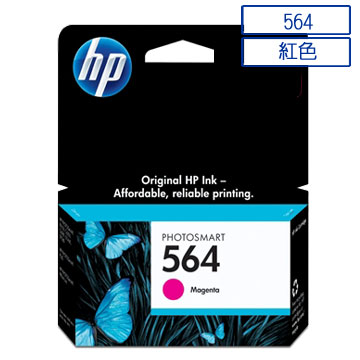 564
紅色
hp
Original HP Ink –
Affordable, reliable printing.
PHOTOSMART
564
Magenta